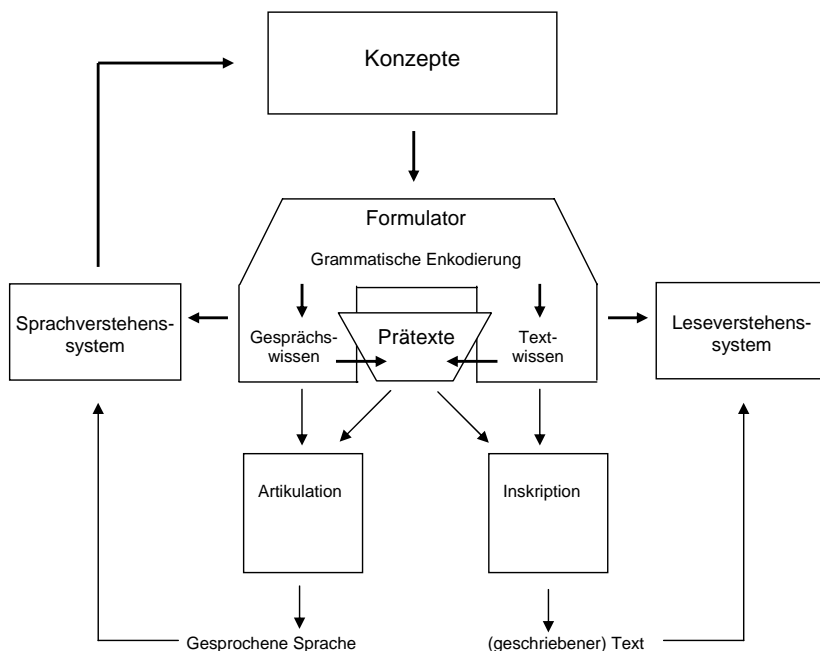 Konzepte
Formulator
Grammatische Enkodierung
Sprachverstehens-
system
Gesprächs-
wissen
Prätexte
Text-
wissen
Leseverstehens-
system
Artikulation
Inskription
Gesprochene Sprache
(geschriebener) Text